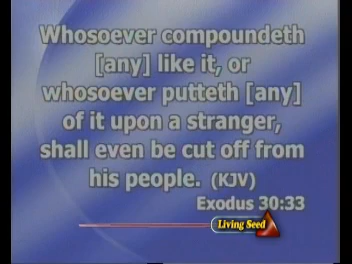 Whosoever compoundeth
[any] like it, or
whosoever putteth [any]
of it upon a stranger,
shall even be cut off from
his people. (KJV)
Exodus 30:33
Living Seed